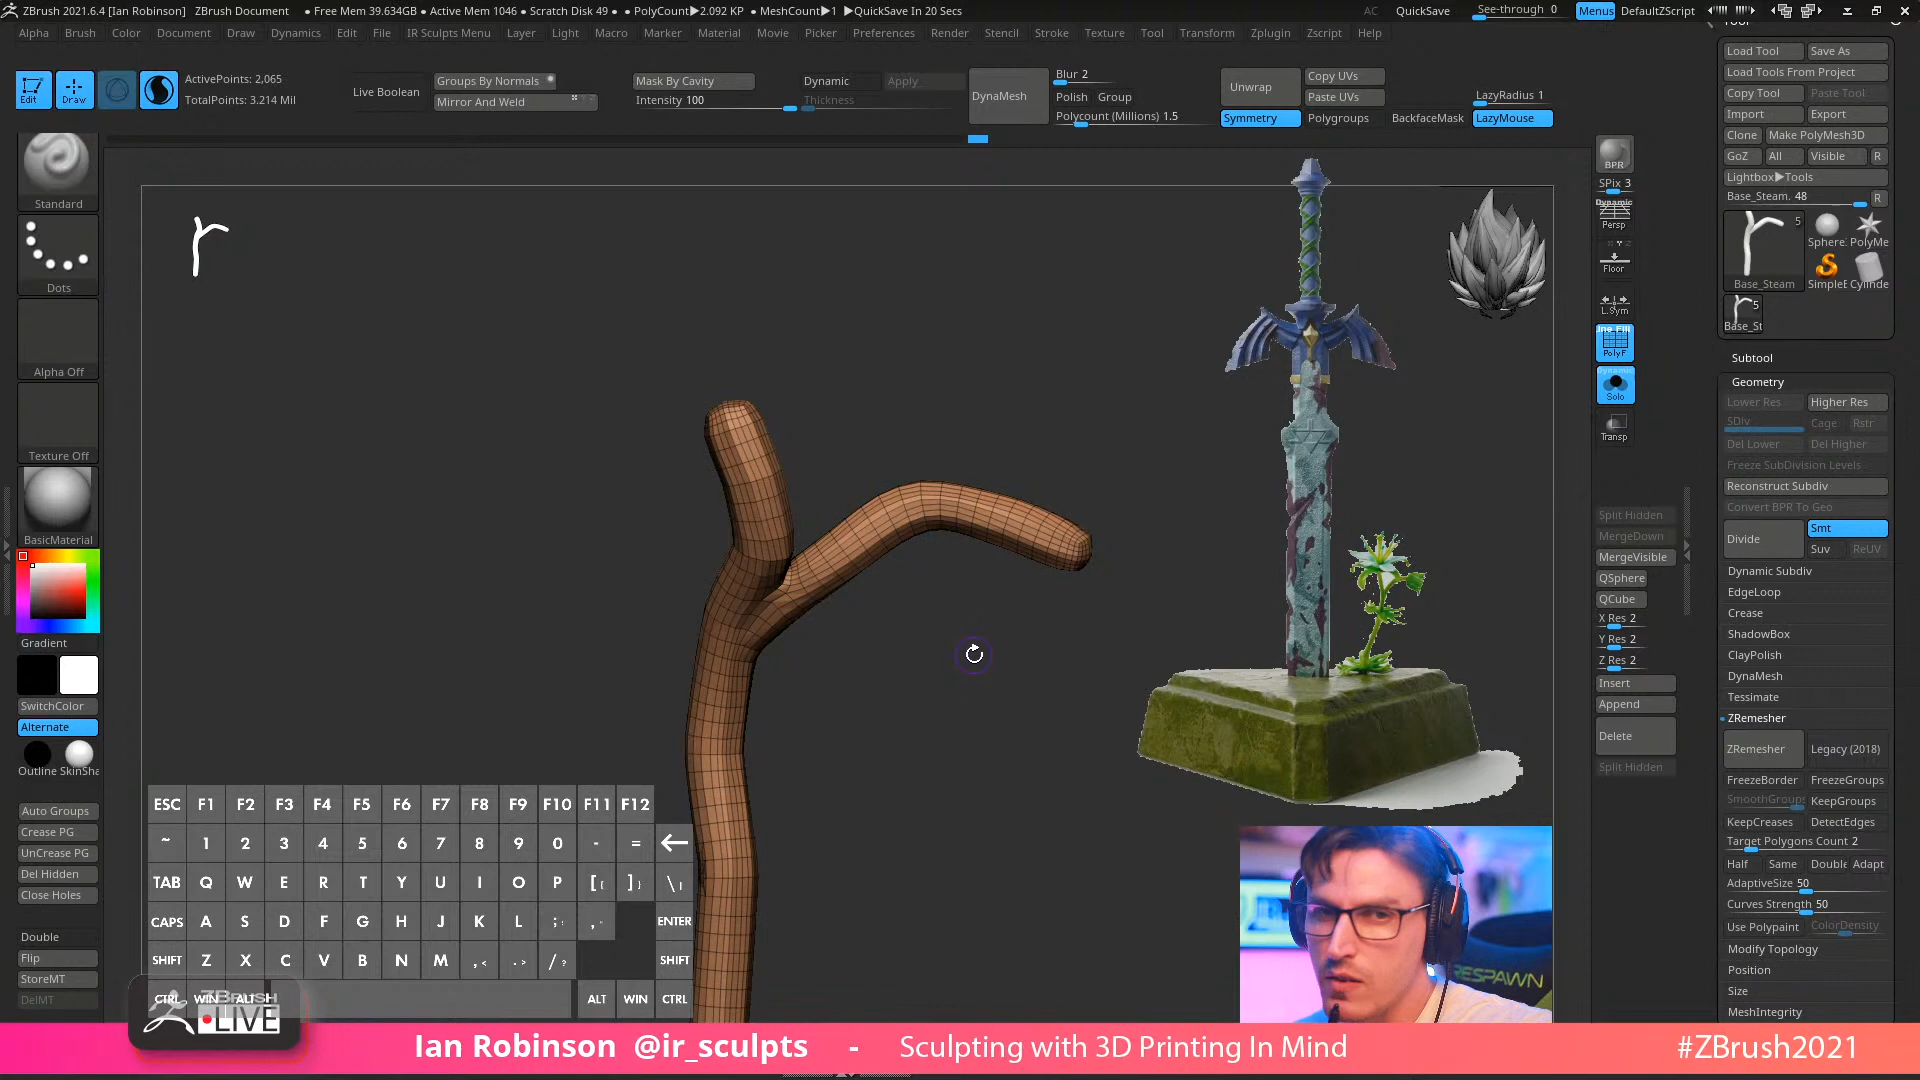 ZBrush 2021.6.4 [Ian Robinson] ZBrush Document • Free Mem 39.634GB • Active Mem 1046 • Scratch Disk 49 • • PolyCount▶2.092 KP • MeshCount▶1 ▶QuickSave In 20 Secs AC QuickSave See-through 0 Menus DefaultZScript
Alpha Brush Color Document Draw Dynamics Edit File IR Sculpts Menu Layer Light Macro Marker Material Movie Picker Preferences Render Stencil Stroke Texture Tool Transform Zplugin Zscript Help
Tool
Load Tool Save As
Load Tools From Project
Copy Tool Paste Tool
Import Export
Clone Make PolyMesh3D
GoZ All Visible R
Lightbox▶Tools
Base_Steam. 48 R
5
Sphere. PolyMe
Base_Steam SimpleE Cylinde
5
Base_St
Edit Draw
ActivePoints: 2,065
TotalPoints: 3.214 Mil
Live Boolean
Groups By Normals
Mirror And Weld
Mask By Cavity
Intensity 100
Dynamic Apply
Thickness
DynaMesh
Blur 2
Polish Group
Polycount (Millions) 1.5
Unwrap
Copy UVs
Paste UVs
Symmetry Polygroups BackfaceMask
LazyRadius 1
LazyMouse
Standard
Dots
Alpha Off
Texture Off
BasicMaterial
Gradient
SwitchColor
Alternate
Outline SkinSha
Auto Groups
Crease PG
UnCrease PG
Del Hidden
Close Holes
Double
Flip
StoreMT
DelMT
BPR
SPix 3
Dynamic
Persp
Floor
L.Sym
Line Fill
PolyF
Dynamic
Solo
Transp
Split Hidden
MergeDown
MergeVisible
QSphere
QCube
X Res 2
Y Res 2
Z Res 2
Insert
Append
Delete
Split Hidden
Subtool
Geometry
Lower Res Higher Res
SDiv Cage Rstr
Del Lower Del Higher
Freeze SubDivision Levels
Reconstruct Subdiv
Convert BPR To Geo
Divide Smt
Suv ReUV
Dynamic Subdiv
EdgeLoop
Crease
ShadowBox
ClayPolish
DynaMesh
Tessimate
ZRemesher
ZRemesher Legacy (2018)
FreezeBorder FreezeGroups
SmoothGroups KeepGroups
KeepCreases DetectEdges
Target Polygons Count 2
Half Same Double Adapt
AdaptiveSize 50
Curves Strength 50
Use Polypaint ColorDensity
Modify Topology
Position
Size
MeshIntegrity
ESC F1 F2 F3 F4 F5 F6 F7 F8 F9 F10 F11 F12
~ 1 2 3 4 5 6 7 8 9 0 - =
TAB Q W E R T Y U I O P [{ ]} \|
CAPS A S D F G H J K L ;: ,. ENTER
SHIFT Z X C V B N M ,< .> /? SHIFT
CTRL WIN ALT ALT WIN CTRL
ZBRUSH
LIVE
RESPAWN
Ian Robinson @ir_sculpts - Sculpting with 3D Printing In Mind #ZBrush2021